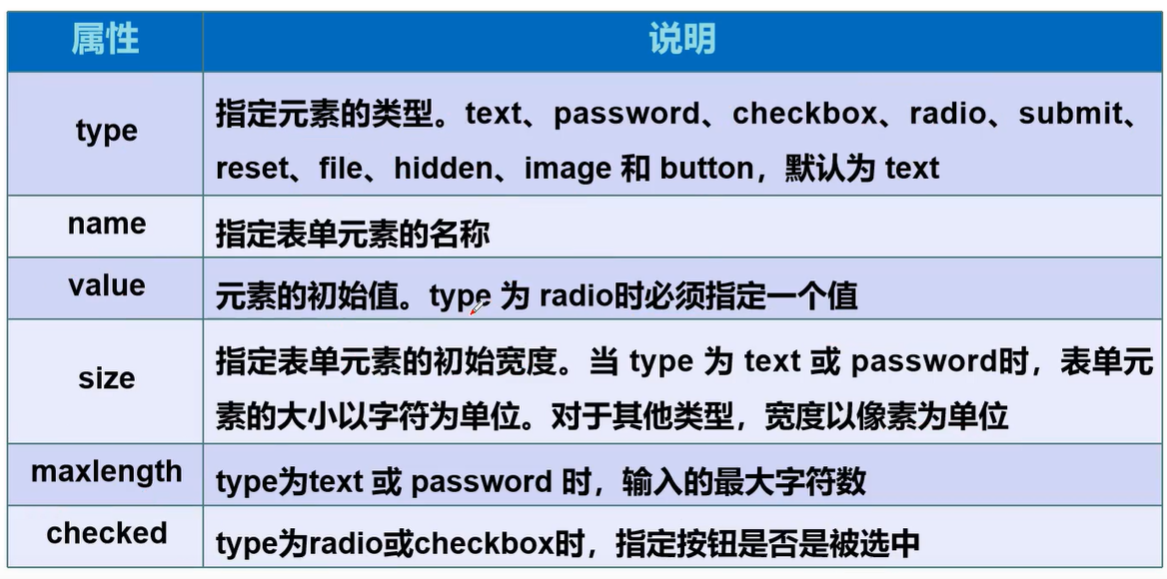 属性 说明
type
指定元素的类型。text、password、checkbox、radio、submit、
reset、file、hidden、image 和 button，默认为 text
name 指定表单元素的名称
value 元素的初始值。type 为 radio时必须指定一个值
size
指定表单元素的初始宽度。当 type 为 text 或 password时，表单元
素的大小以字符为单位。对于其他类型，宽度以像素为单位
maxlength type为text 或 password 时，输入的最大字符数
checked type为radio或checkbox时，指定按钮是否是被选中